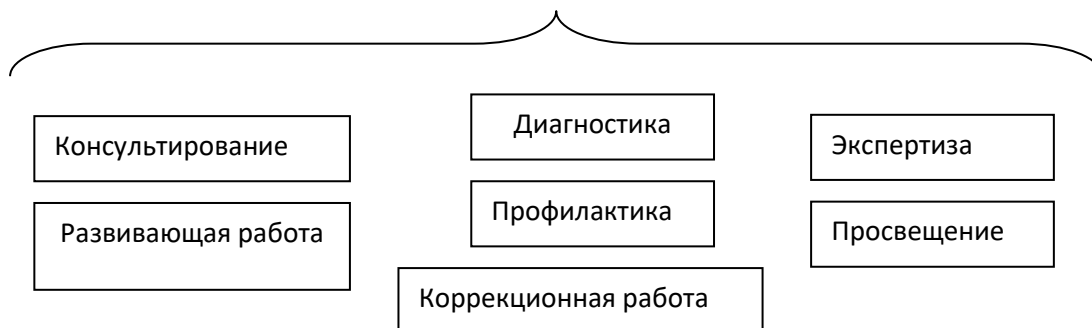 Консультирование
Диагностика
Экспертиза
Развивающая работа
Профилактика
Просвещение
Коррекционная работа